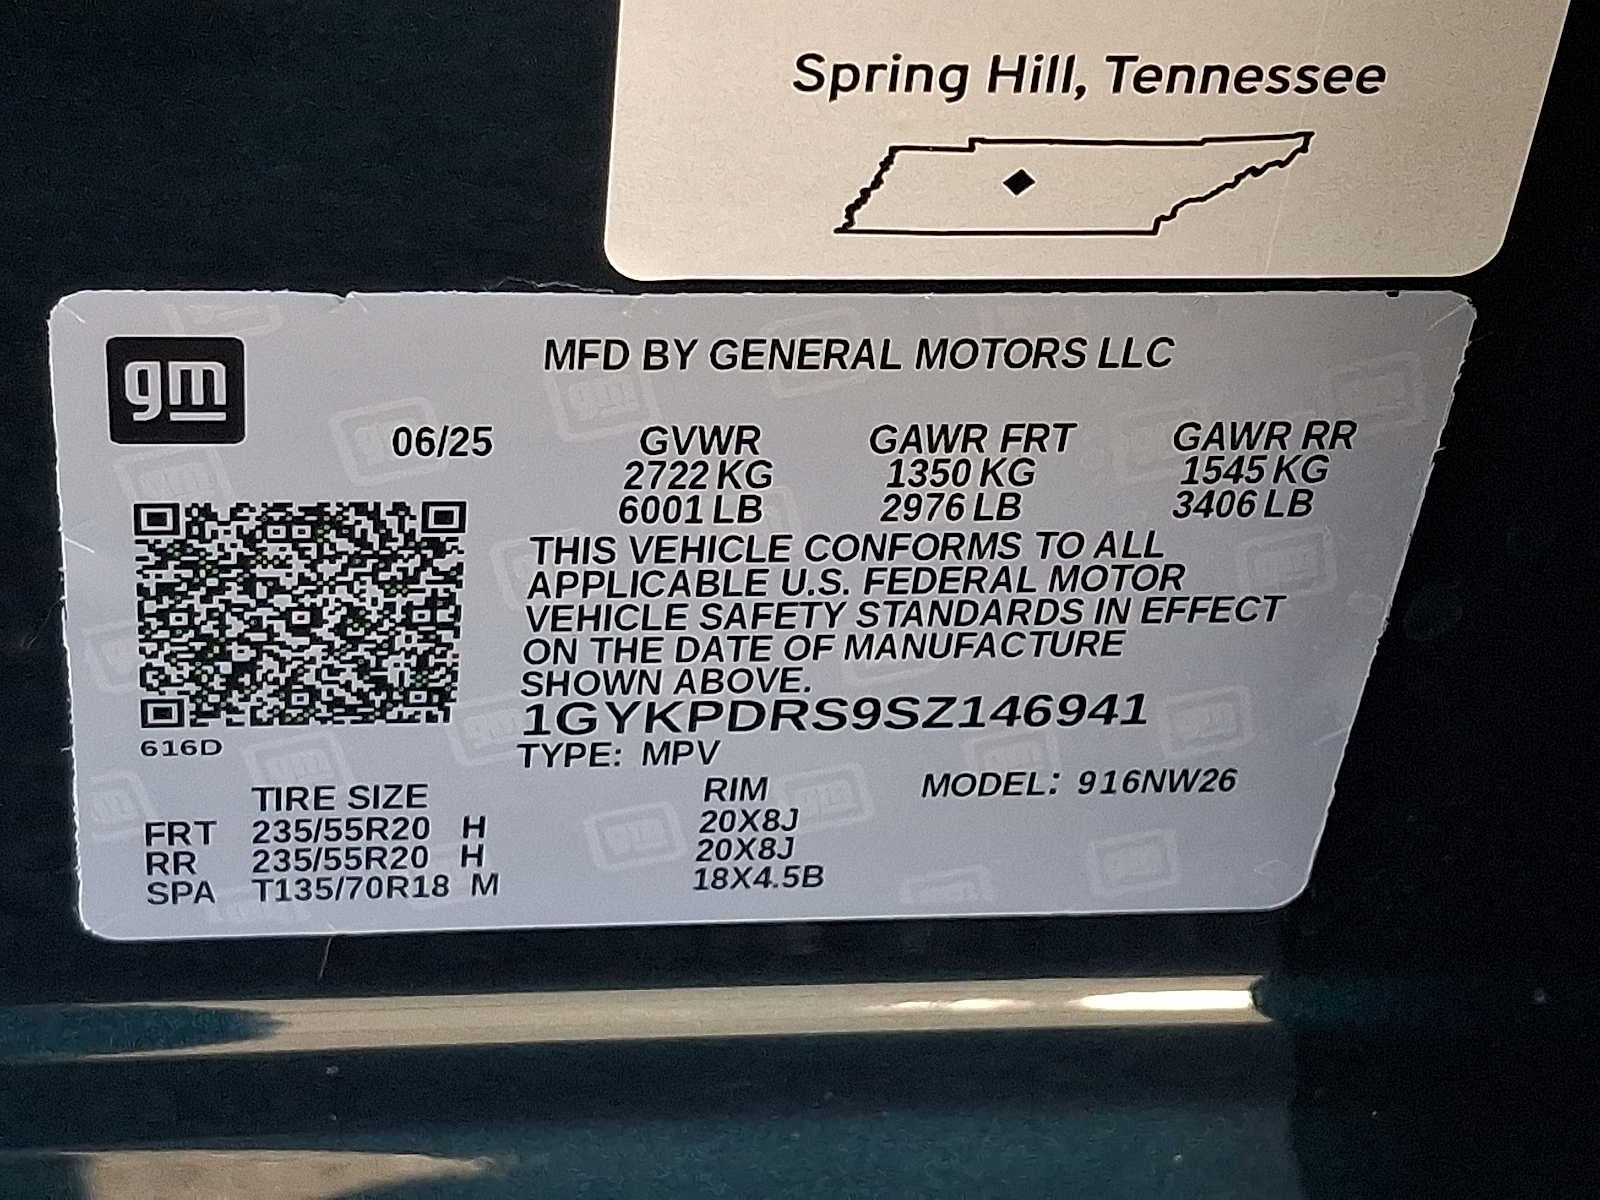 Spring Hill, Tennessee
gm
MFD BY GENERAL MOTORS LLC
06/25 GVWR GAWR FRT GAWR RR
2722 KG 1350 KG 1545 KG
6001 LB 2976 LB 3406 LB
THIS VEHICLE CONFORMS TO ALL
APPLICABLE U.S. FEDERAL MOTOR
VEHICLE SAFETY STANDARDS IN EFFECT
ON THE DATE OF MANUFACTURE
SHOWN ABOVE.
1GYKPDRS9SZ146941
616D
TYPE: MPV
TIRE SIZE RIM MODEL: 916NW26
FRT 235/55R20 H 20X8J
RR 235/55R20 H 20X8J
SPA T135/70R18 M 18X4.5B